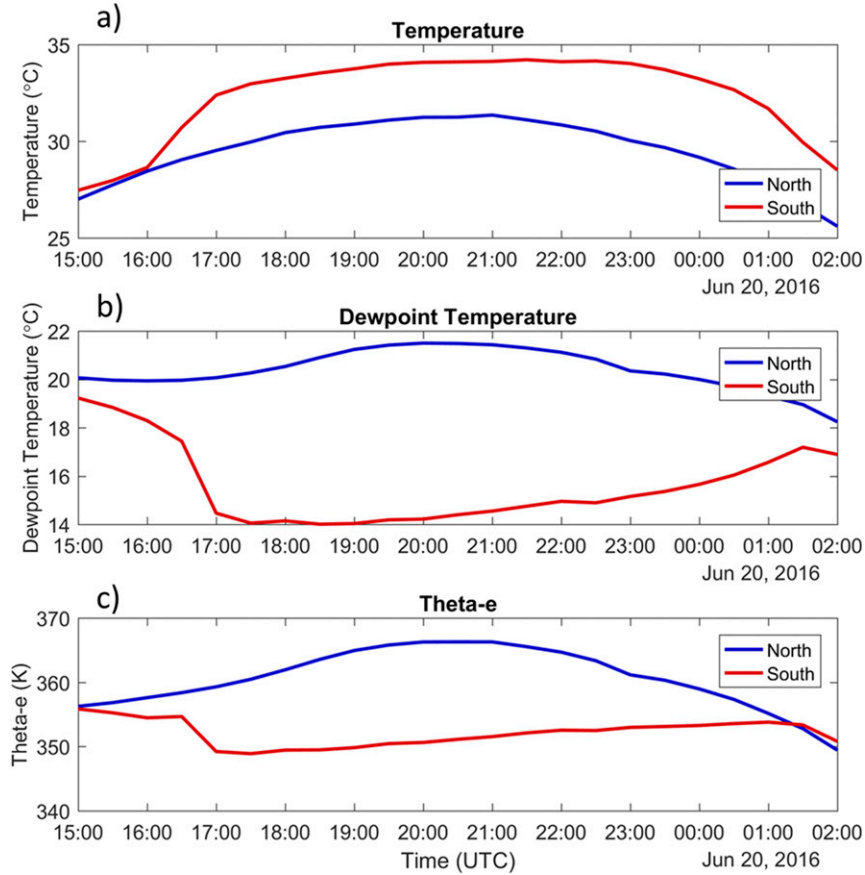 a)
Temperature
Temperature (°C)
35
30
25
North
South
15:00 16:00 17:00 18:00 19:00 20:00 21:00 22:00 23:00 00:00 01:00 02:00
Jun 20, 2016
b)
Dewpoint Temperature
Dewpoint Temperature (°C)
22
20
18
16
14
North
South
15:00 16:00 17:00 18:00 19:00 20:00 21:00 22:00 23:00 00:00 01:00 02:00
Jun 20, 2016
c)
Theta-e
Theta-e (K)
370
360
350
340
North
South
15:00 16:00 17:00 18:00 19:00 20:00 21:00 22:00 23:00 00:00 01:00 02:00
Time (UTC)
Jun 20, 2016